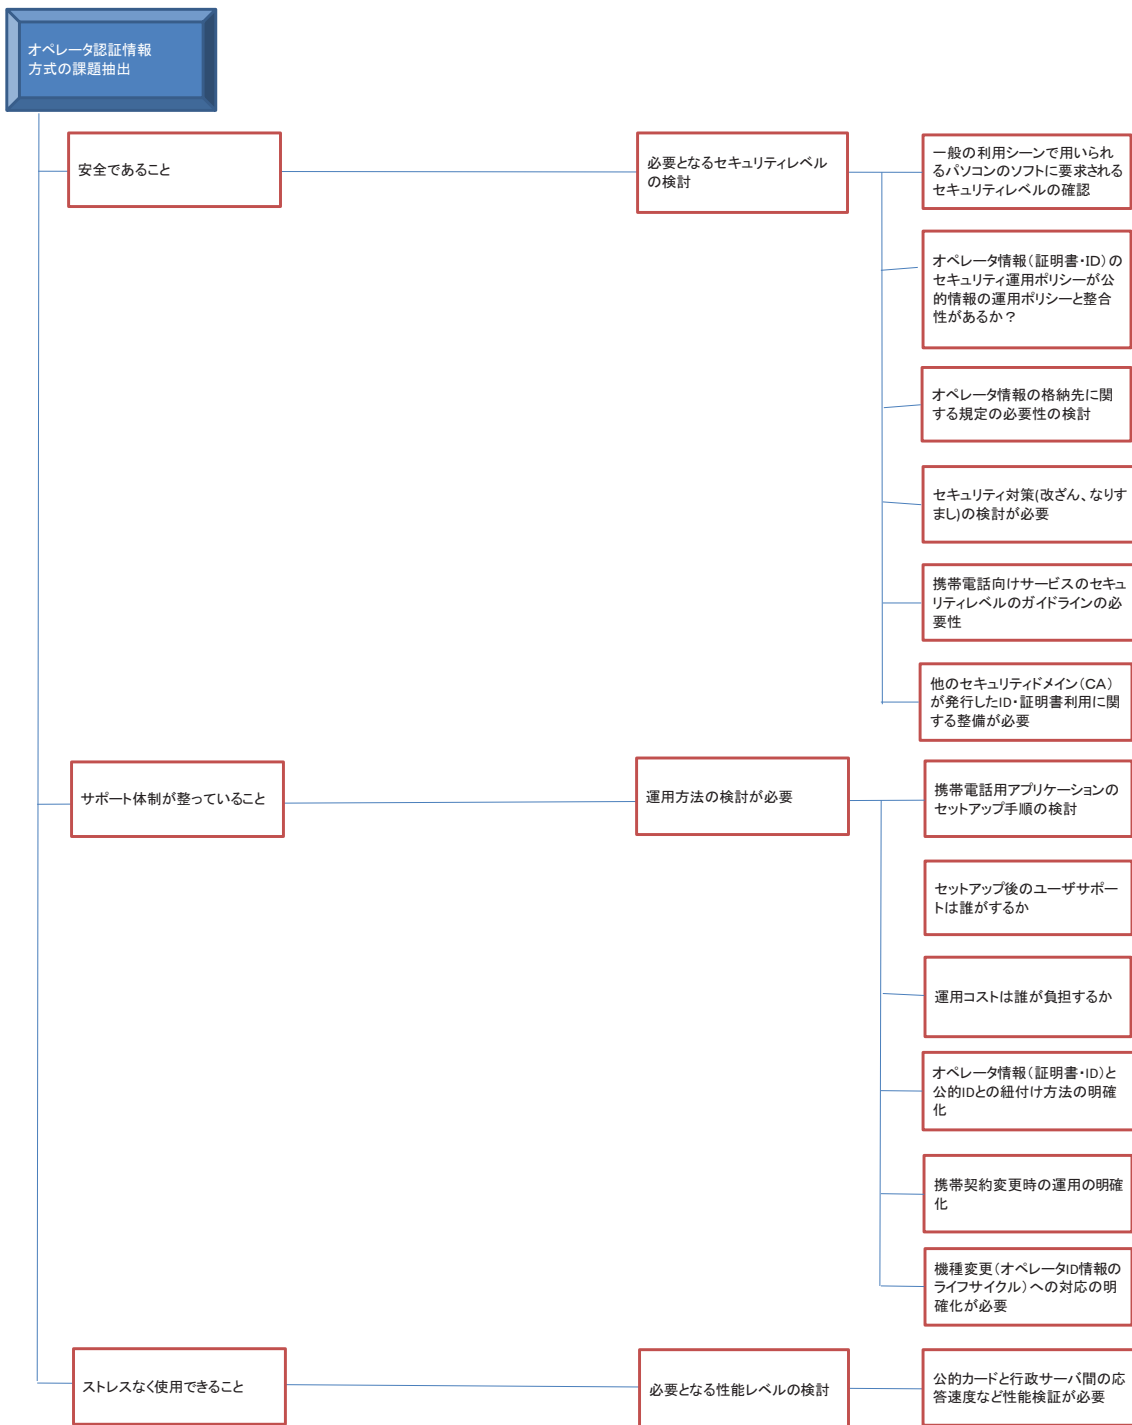 オペレータ認証情報
方式の課題抽出
安全であること
必要となるセキュリティレベル
の検討
一般の利用シーンで用いられ
るパソコンのソフトに要求される
セキュリティレベルの確認
オペレータ情報（証明書・ID）の
セキュリティ運用ポリシーが公
的情報の運用ポリシーと整合
性があるか？
オペレータ情報の格納先に関
する規定の必要性の検討
セキュリティ対策(改ざん、なりす
まし)の検討が必要
携帯電話向けサービスのセキュ
リティレベルのガイドラインの必
要性
他のセキュリティドメイン（CA）
が発行したID・証明書利用に関
する整備が必要
サポート体制が整っていること
運用方法の検討が必要
携帯電話用アプリケーションの
セットアップ手順の検討
セットアップ後のユーザサポー
トは誰がするか
運用コストは誰が負担するか
オペレータ情報（証明書・ID）と
公的IDとの紐付け方法の明確
化
携帯契約変更時の運用の明確
化
機種変更（オペレータID情報の
ライフサイクル）への対応の明
確化が必要
ストレスなく使用できること
必要となる性能レベルの検討
公的カードと行政サーバ間の応
答速度など性能検証が必要